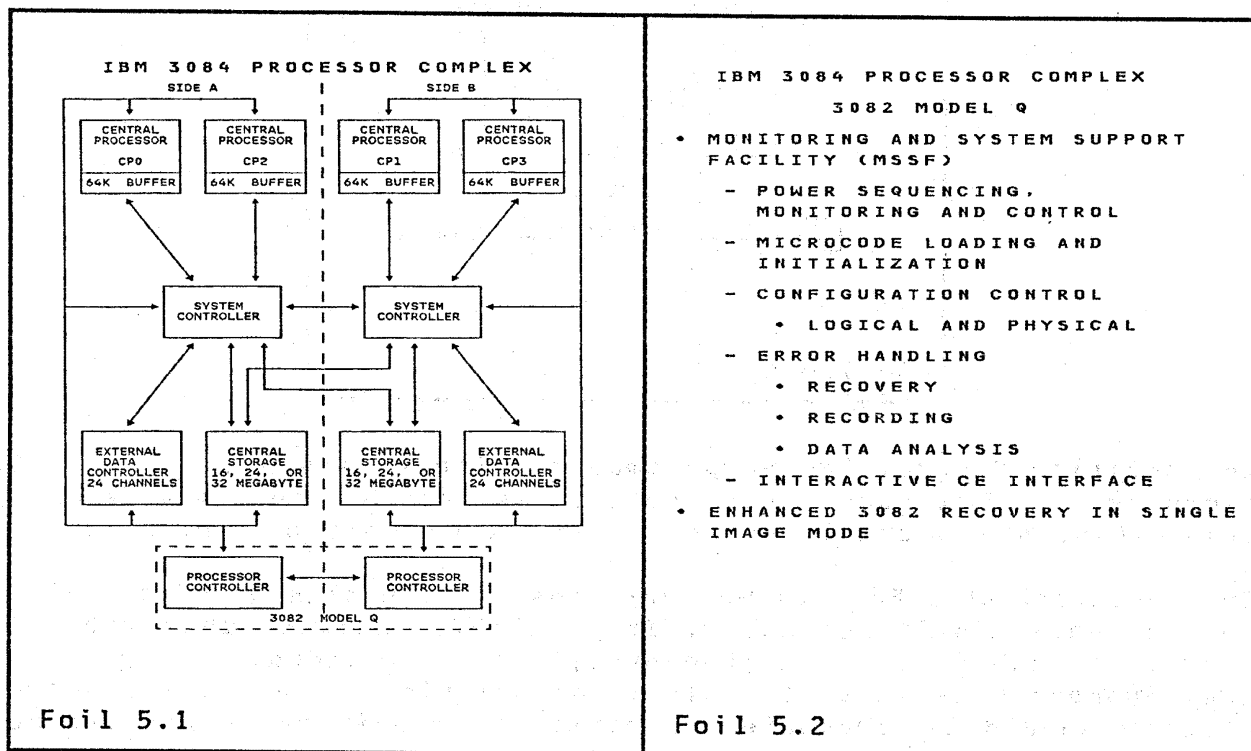 IBM 3084 PROCESSOR COMPLEX
SIDE A
SIDE B
CENTRAL
PROCESSOR
CP0
64K BUFFER
CENTRAL
PROCESSOR
CP2
64K BUFFER
CENTRAL
PROCESSOR
CP1
64K BUFFER
CENTRAL
PROCESSOR
CP3
64K BUFFER
SYSTEM
CONTROLLER
SYSTEM
CONTROLLER
EXTERNAL
DATA
CONTROLLER
24 CHANNELS
CENTRAL
STORAGE
16, 24, OR
32 MEGABYTE
CENTRAL
STORAGE
16, 24, OR
32 MEGABYTE
EXTERNAL
DATA
CONTROLLER
24 CHANNELS
PROCESSOR
CONTROLLER
PROCESSOR
CONTROLLER
3082 MODEL Q
Foil 5.1
IBM 3084 PROCESSOR COMPLEX
3082 MODEL Q
• MONITORING AND SYSTEM SUPPORT
FACILITY (MSSF)
- POWER SEQUENCING,
MONITORING AND CONTROL
- MICROCODE LOADING AND
INITIALIZATION
- CONFIGURATION CONTROL
• LOGICAL AND PHYSICAL
- ERROR HANDLING
• RECOVERY
• RECORDING
• DATA ANALYSIS
- INTERACTIVE CE INTERFACE
• ENHANCED 3082 RECOVERY IN SINGLE
IMAGE MODE
Foil 5.2